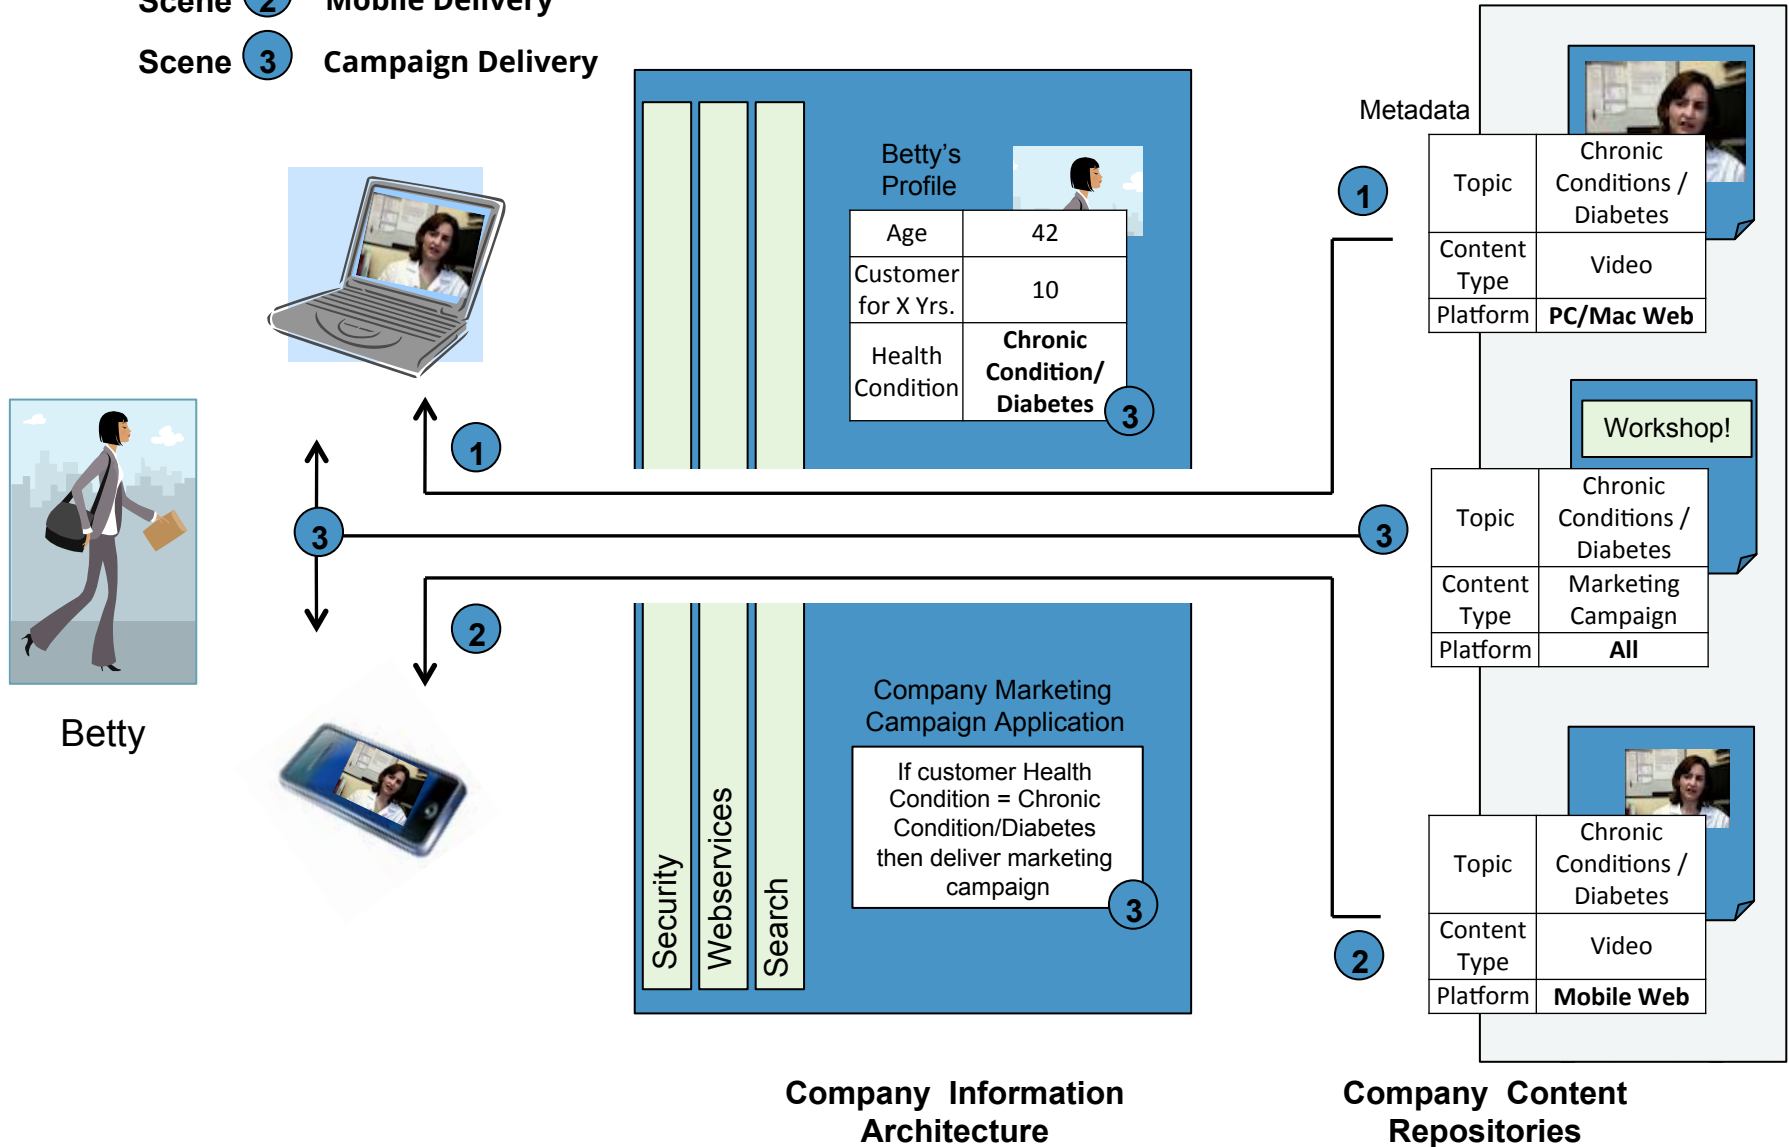 Scene 2 Mobile Delivery
Scene 3 Campaign Delivery
Metadata
Betty's
Profile
Age 42
Customer
for X Yrs.
10
Health
Condition
Chronic
Condition/
Diabetes
3
1
Topic
Chronic
Conditions /
Diabetes
Content
Type
Video
Platform PC/Mac Web
1
Workshop!
3
3
Topic
Chronic
Conditions /
Diabetes
Content
Type
Marketing
Campaign
Platform All
2
Betty
Company Marketing
Campaign Application
If customer Health
Condition = Chronic
Condition/Diabetes
then deliver marketing
campaign
3
Security
Webservices
Search
2
Topic
Chronic
Conditions /
Diabetes
Content
Type
Video
Platform Mobile Web
Company Information
Architecture
Company Content
Repositories